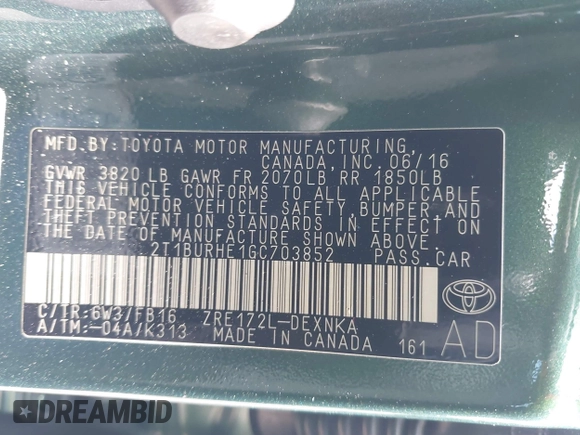 MFD.BY:TOYOTA MOTOR MANUFACTURING,
CANADA,INC.06/16
GVWR 3820 LB GAWR FR 2070LB RR 1850LB
THIS VEHICLE CONFORMS TO ALL APPLICABLE
FEDERAL MOTOR VEHICLE SAFETY,BUMPER,AND
THEFT PREVENTION STANDARDS IN EFFECT ON
THE DATE OF MANUFACTURE SHOWN ABOVE.
2T1BURHE1GC703852 PASS.CAR
C/TR:6W3/FB16 ZRE172L-DEXNKA
A/TM:-04A/K313 MADE IN CANADA 161
AD
DREAMBID